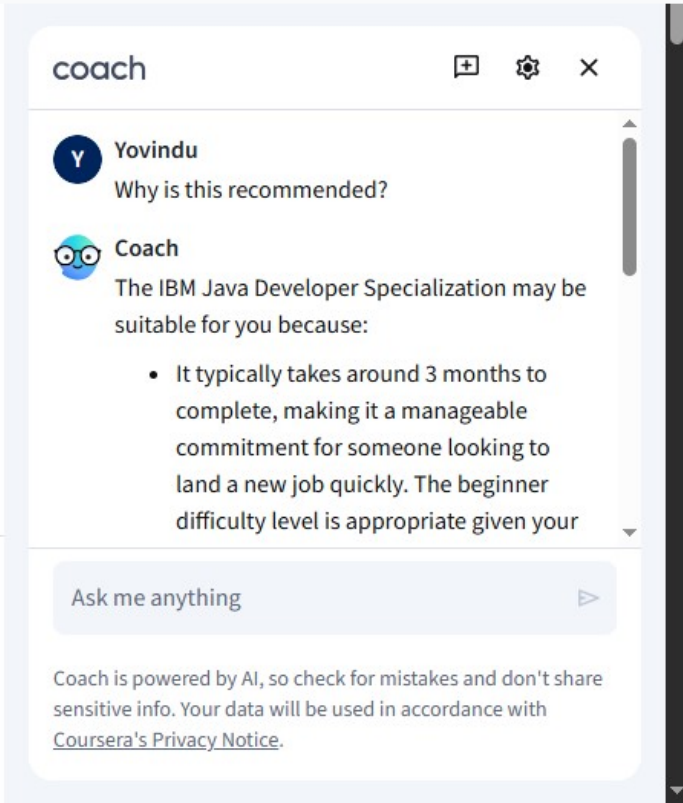 coach
Y
Yovindu
Why is this recommended?
Coach
The IBM Java Developer Specialization may be
suitable for you because:
• It typically takes around 3 months to
complete, making it a manageable
commitment for someone looking to
land a new job quickly. The beginner
difficulty level is appropriate given your
Ask me anything
Coach is powered by AI, so check for mistakes and don't share
sensitive info. Your data will be used in accordance with
Coursera's Privacy Notice.